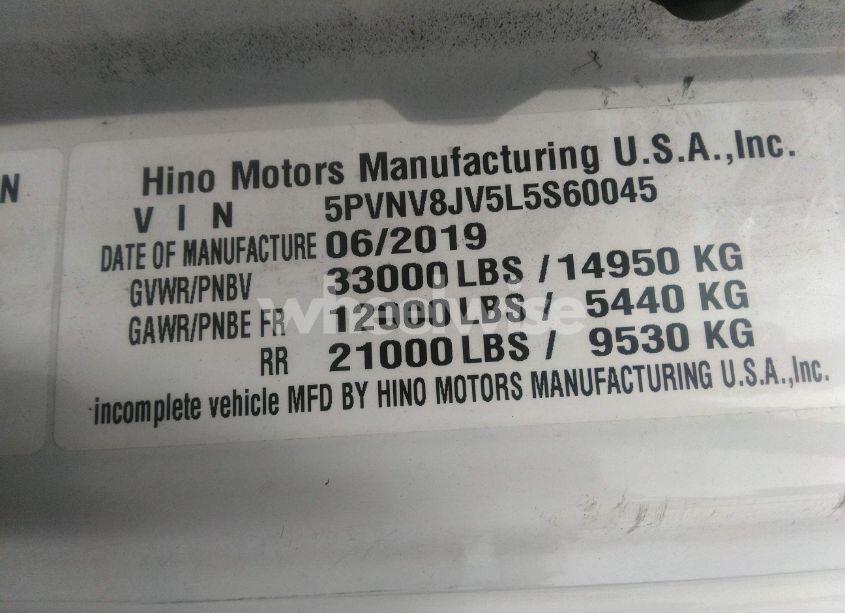 N
Hino Motors Manufacturing U.S.A.,Inc.
V I N 5PVNV8JV5L5S60045
DATE OF MANUFACTURE 06/2019
GVWR/PNBV 33000 LBS / 14950 KG
GAWR/PNBE FR 12000 LBS / 5440 KG
RR 21000 LBS / 9530 KG
incomplete vehicle MFD BY HINO MOTORS MANUFACTURING U.S.A.,Inc.
wheelwise